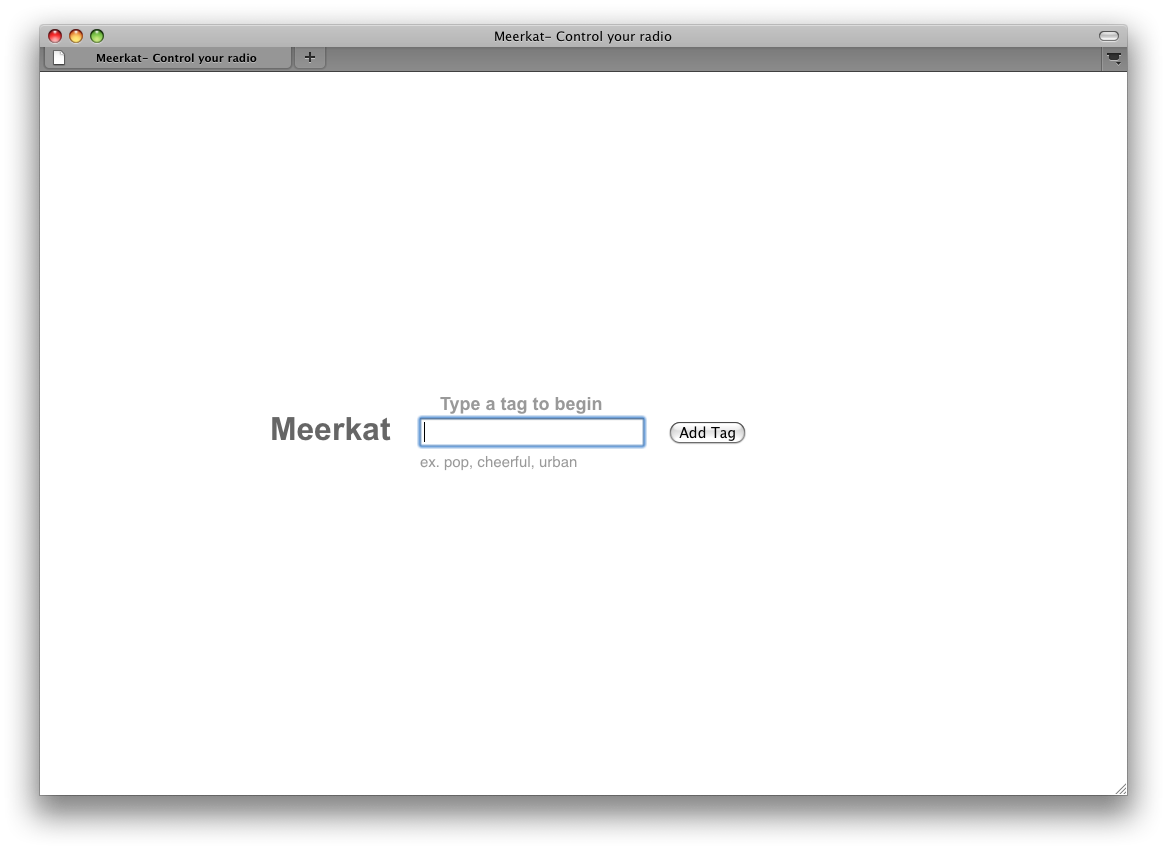 Meerkat– Control your radio
Meerkat– Control your radio
Type a tag to begin
Meerkat
Add Tag
ex. pop, cheerful, urban